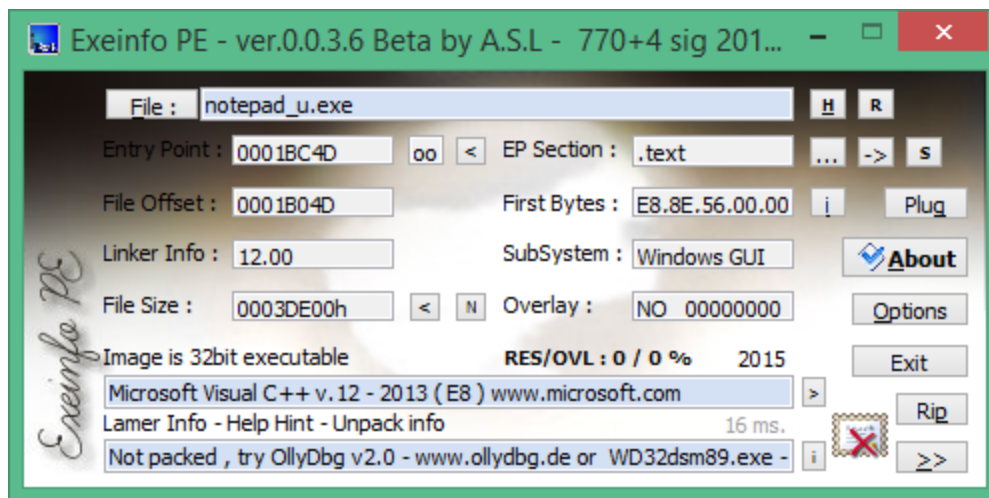 Exeinfo PE - ver.0.0.3.6 Beta by A.S.L - 770+4 sig 201...
File : notepad_u.exe H R
Entry Point : 0001BC4D oo < EP Section : .text ... -> S
File Offset : 0001B04D First Bytes : E8.8E.56.00.00 i Plug
Linker Info : 12.00 SubSystem : Windows GUI About
File Size : 0003DE00h < N Overlay : NO 00000000 Options
Image is 32bit executable RES/OVL : 0 / 0 % 2015 Exit
Microsoft Visual C++ v.12 - 2013 ( E8 ) www.microsoft.com >
Lamer Info - Help Hint - Unpack info 16 ms. Rip
Not packed , try OllyDbg v2.0 - www.ollydbg.de or WD32dsm89.exe - i >>
Exeinfo PE